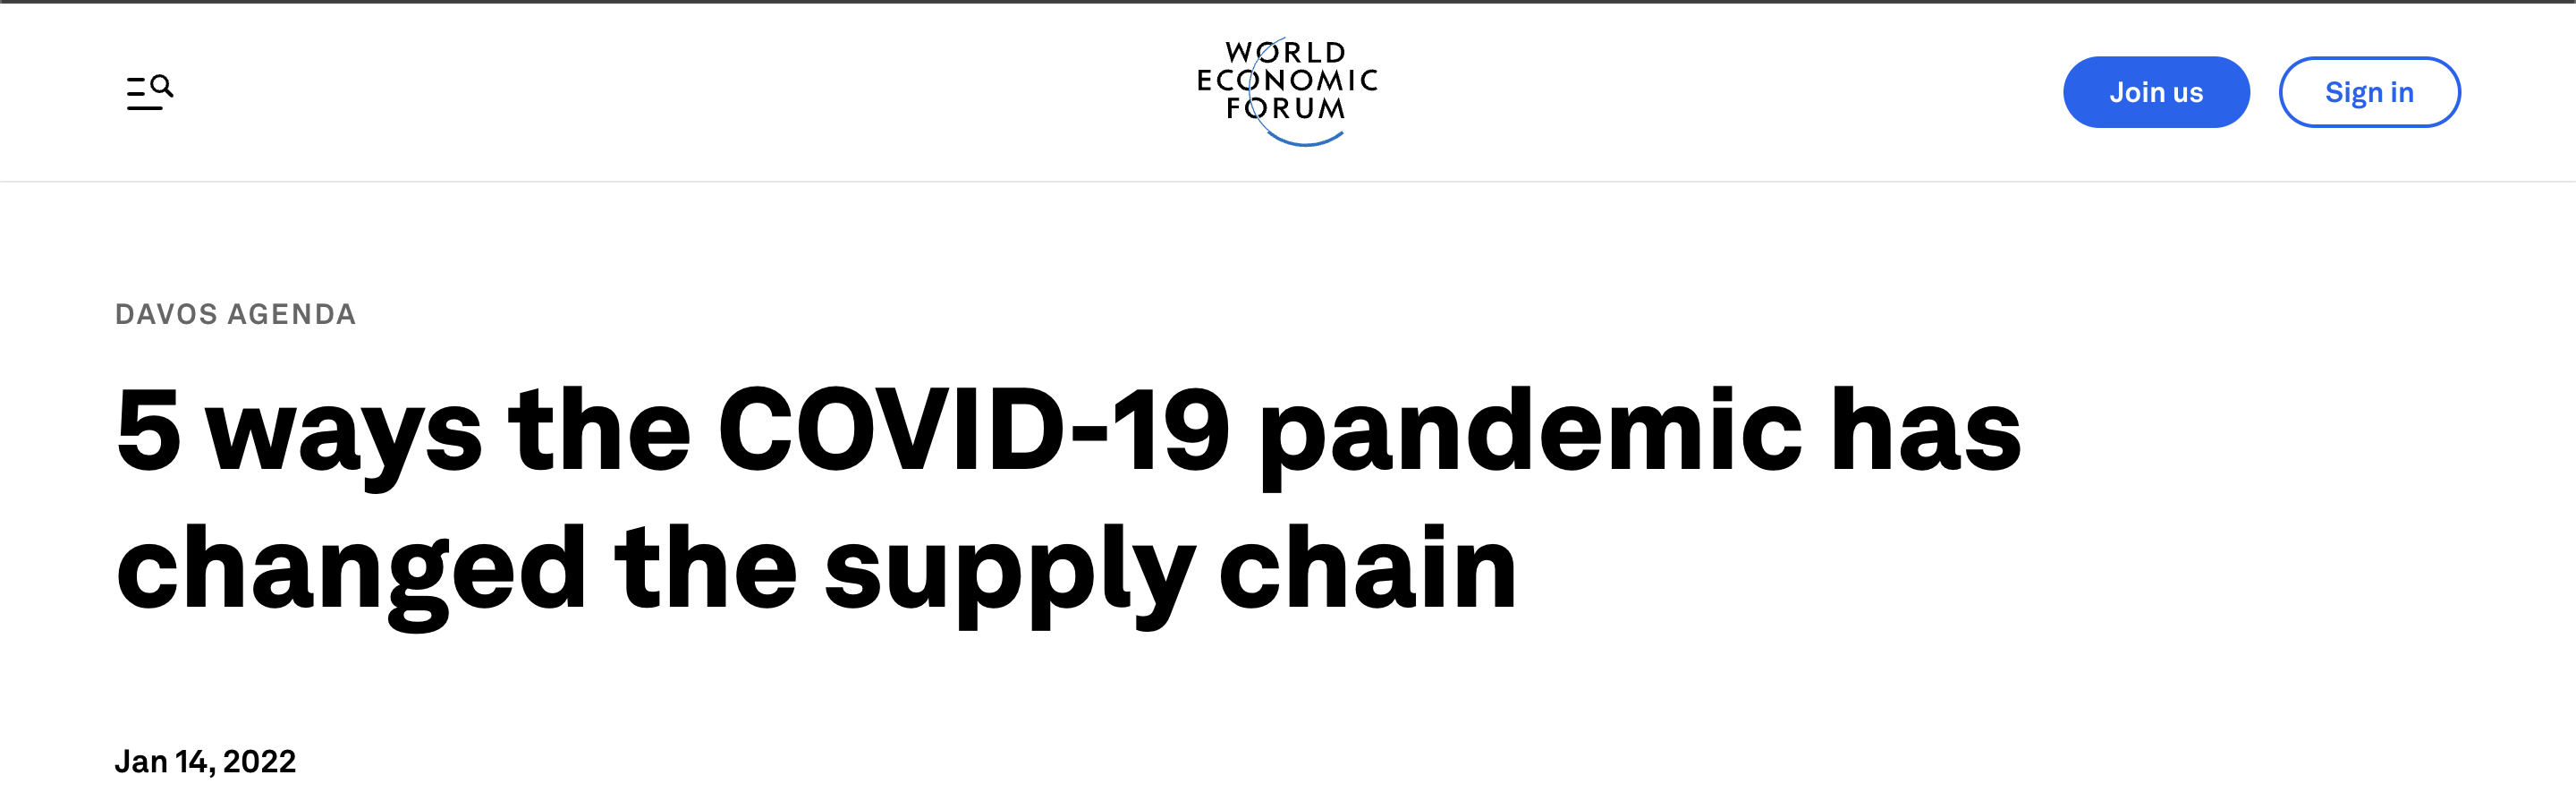 WORLD
ECONOMIC
FORUM
Join us
Sign in
DAVOS AGENDA
5 ways the COVID-19 pandemic has
changed the supply chain
Jan 14, 2022